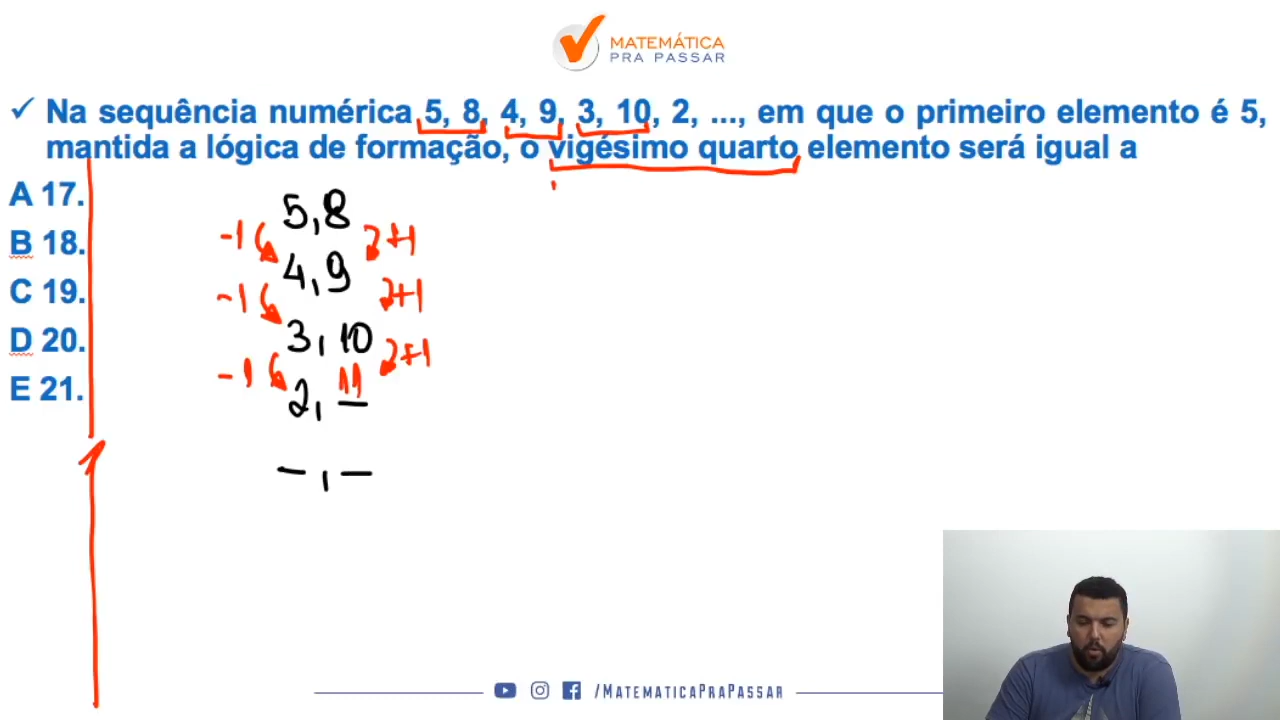 MATEMÁTICA
PRA PASSAR
✓ Na sequência numérica 5, 8, 4, 9, 3, 10, 2, ..., em que o primeiro elemento é 5,
mantida a lógica de formação, o vigésimo quarto elemento será igual a
A 17.
B 18.
C 19.
D 20.
E 21.
5, 8
-1 +1
4, 9
-1 +1
3, 10
-1 +1
2, 11
_, _
/MATEMATICAPRAPASSAR